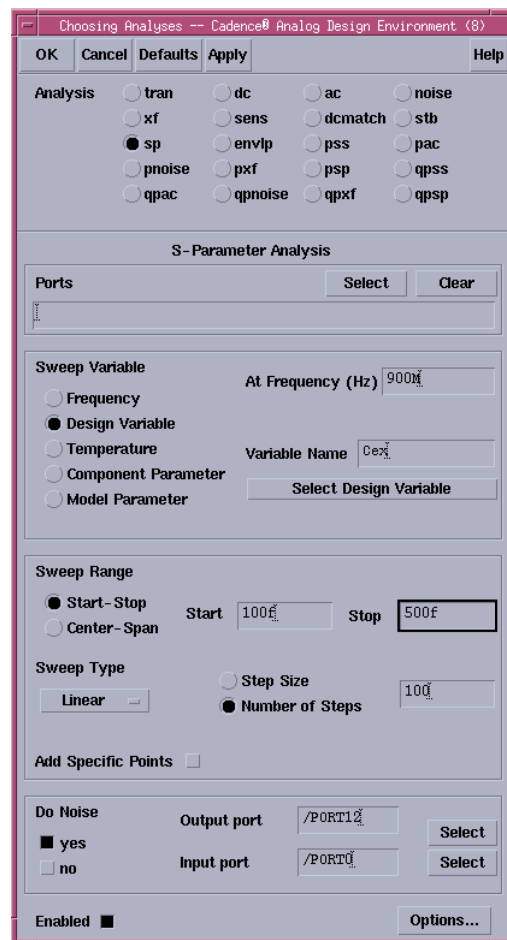 Choosing Analyses -- Cadence® Analog Design Environment (8)
OK Cancel Defaults Apply Help
Analysis tran dc ac noise
xf sens dcmatch stb
sp envlp pss pac
pnoise pxf psp qpss
qpac qpnoise qpxf qpsp
S-Parameter Analysis
Ports Select Clear
Sweep Variable
At Frequency (Hz) 900M
Frequency
Design Variable
Temperature
Variable Name Cex
Component Parameter
Select Design Variable
Model Parameter
Sweep Range
Start-Stop
Start 100f Stop 500f
Center-Span
Sweep Type
Step Size
Linear 100
Number of Steps
Add Specific Points
Do Noise
Output port /PORT12 Select
yes
Input port /PORT0 Select
no
Enabled Options...